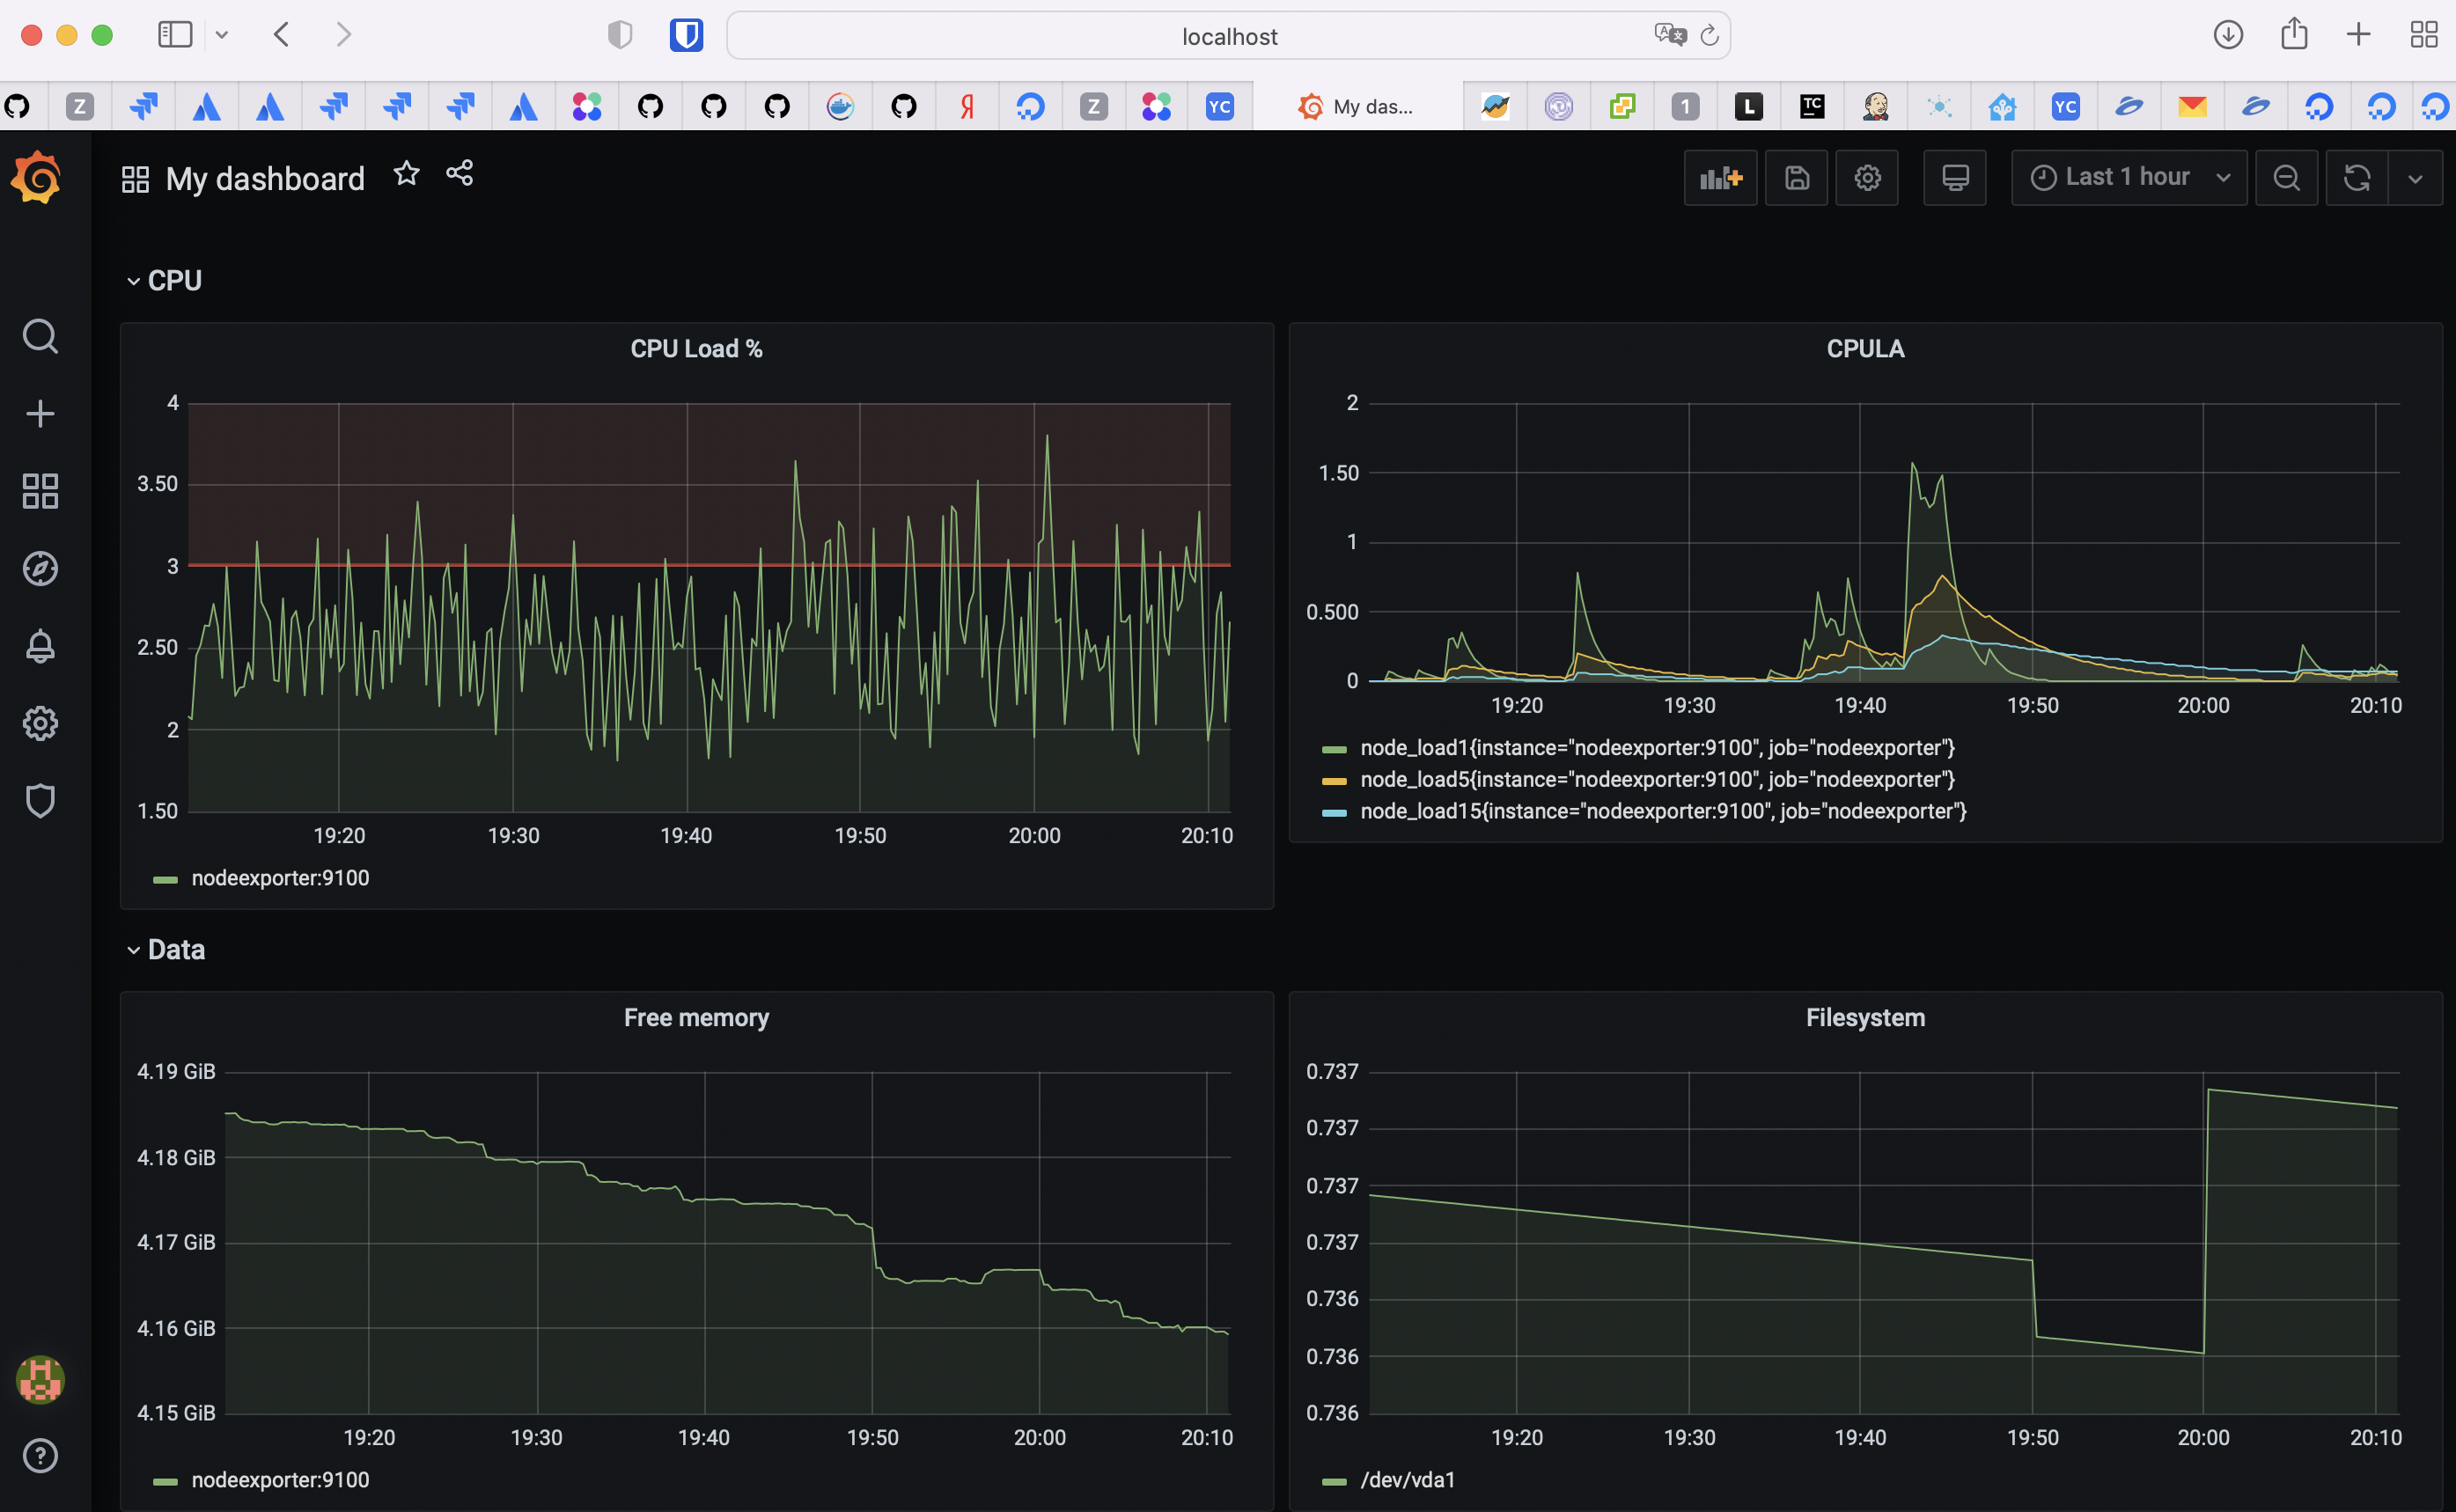 localhost
Z
Я
Z
YC
My das...
1
L
TC
YC
My dashboard
Last 1 hour
CPU
CPU Load %
4
3.50
3
2.50
2
1.50
19:20 19:30 19:40 19:50 20:00 20:10
nodeexporter:9100
CPULA
2
1.50
1
0.500
0
19:20 19:30 19:40 19:50 20:00 20:10
node_load1{instance="nodeexporter:9100", job="nodeexporter"}
node_load5{instance="nodeexporter:9100", job="nodeexporter"}
node_load15{instance="nodeexporter:9100", job="nodeexporter"}
Data
Free memory
4.19 GiB
4.18 GiB
4.17 GiB
4.16 GiB
4.15 GiB
19:20 19:30 19:40 19:50 20:00 20:10
nodeexporter:9100
Filesystem
0.737
0.737
0.737
0.737
0.736
0.736
0.736
19:20 19:30 19:40 19:50 20:00 20:10
/dev/vda1